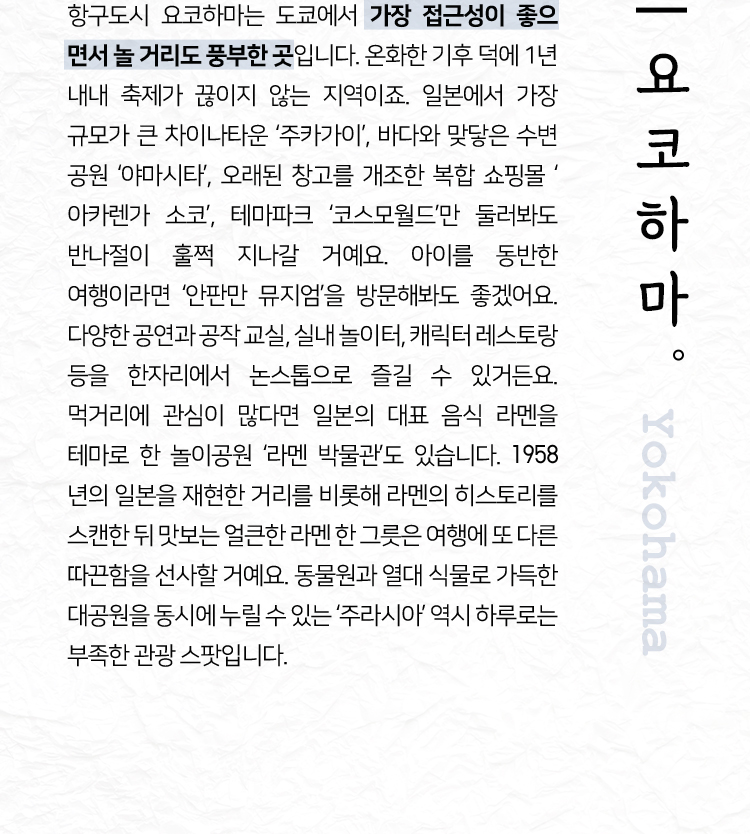 항구도시 요코하마는 도쿄에서 가장 접근성이 좋으
면서 놀 거리도 풍부한 곳입니다. 온화한 기후 덕에 1년
내내 축제가 끊이지 않는 지역이죠. 일본에서 가장
규모가 큰 차이나타운 ‘주카가이’, 바다와 맞닿은 수변
공원 ‘야마시타’, 오래된 창고를 개조한 복합 쇼핑몰 ‘
아카렌가 소코’, 테마파크 ‘코스모월드’만 둘러봐도
반나절이 훌쩍 지나갈 거예요. 아이를 동반한
여행이라면 ‘안판만 뮤지엄’을 방문해봐도 좋겠어요.
다양한 공연과 공작 교실, 실내 놀이터, 캐릭터 레스토랑
등을 한자리에서 논스톱으로 즐길 수 있거든요.
먹거리에 관심이 많다면 일본의 대표 음식 라멘을
테마로 한 놀이공원 ‘라멘 박물관’도 있습니다. 1958
년의 일본을 재현한 거리를 비롯해 라멘의 히스토리를
스캔한 뒤 맛보는 얼큰한 라멘 한 그릇은 여행에 또 다른
따끈함을 선사할 거예요. 동물원과 열대 식물로 가득한
대공원을 동시에 누릴 수 있는 ‘주라시아’ 역시 하루로는
부족한 관광 스팟입니다.
요코하마。
Yokohama